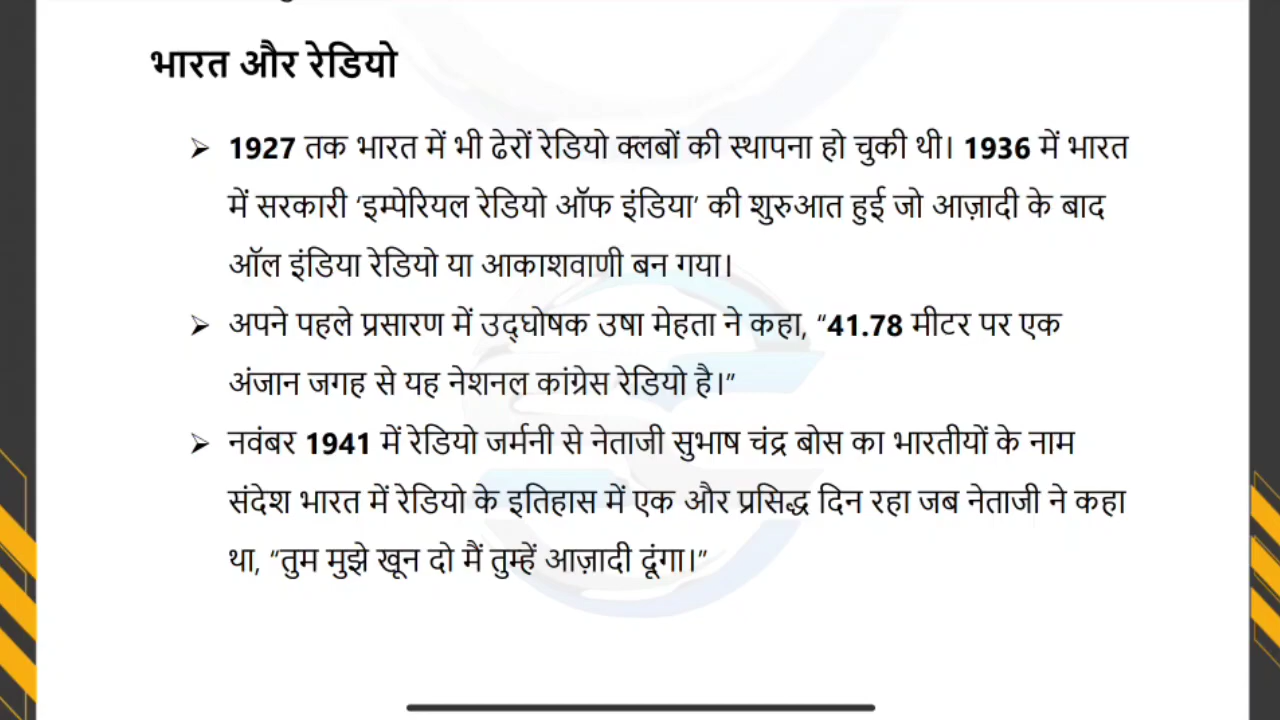 भारत और रेडियो
➢ 1927 तक भारत में भी ढेरों रेडियो क्लबों की स्थापना हो चुकी थी। 1936 में भारत
में सरकारी ‘इम्पेरियल रेडियो ऑफ इंडिया’ की शुरुआत हुई जो आज़ादी के बाद
ऑल इंडिया रेडियो या आकाशवाणी बन गया।
➢ अपने पहले प्रसारण में उद्घोषक उषा मेहता ने कहा, “41.78 मीटर पर एक
अंजान जगह से यह नेशनल कांग्रेस रेडियो है।”
➢ नवंबर 1941 में रेडियो जर्मनी से नेताजी सुभाष चंद्र बोस का भारतीयों के नाम
संदेश भारत में रेडियो के इतिहास में एक और प्रसिद्ध दिन रहा जब नेताजी ने कहा
था, “तुम मुझे खून दो मैं तुम्हें आज़ादी दूंगा।”